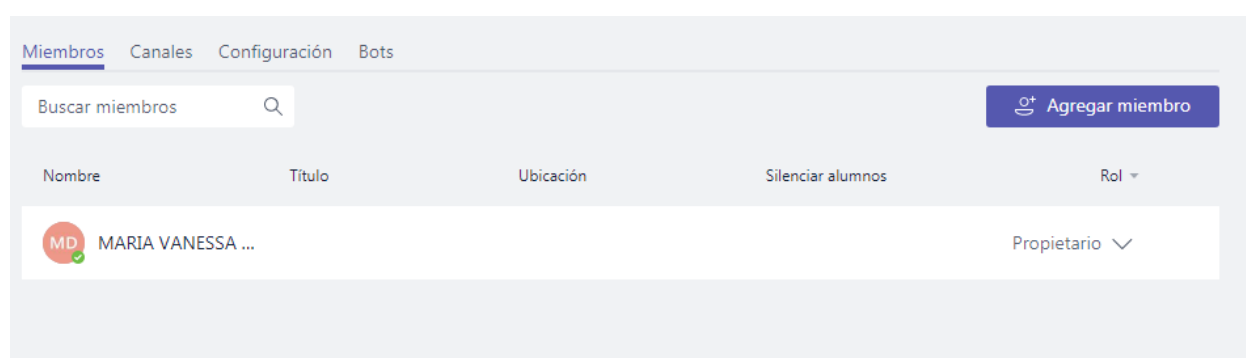 Miembros Canales Configuración Bots
Buscar miembros Agregar miembro
Nombre Título Ubicación Silenciar alumnos Rol
MD MARIA VANESSA ... Propietario